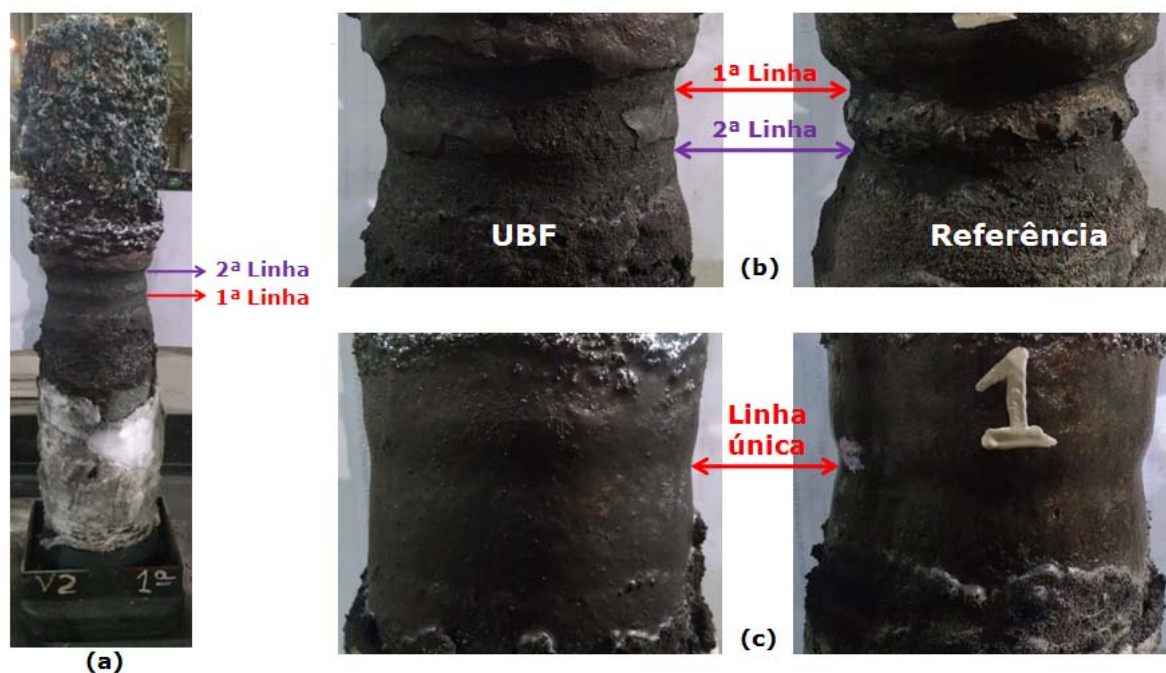 2ª Linha
1ª Linha
V2 1ª
(a)
1ª Linha
2ª Linha
UBF
Referência
(b)
Linha
única
1
(c)